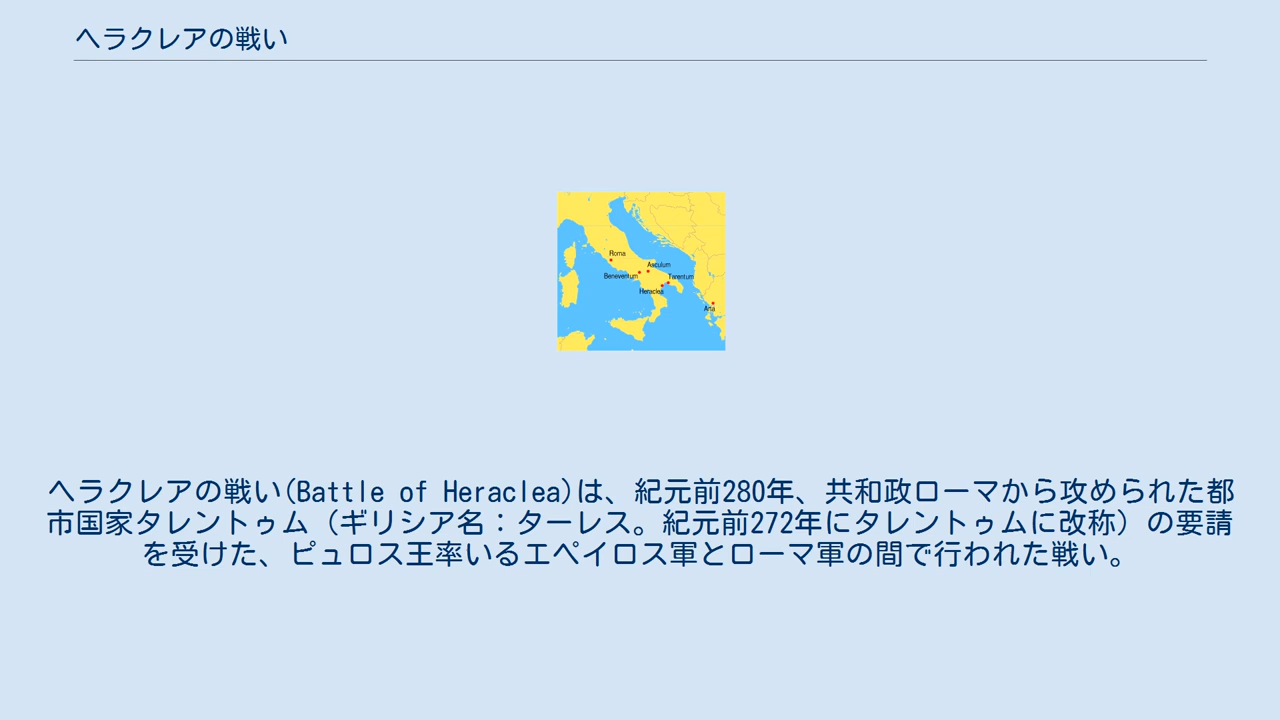 ヘラクレアの戦い
Roma
Asculum
Beneventum
Tarentum
Heraclea
Arta
ヘラクレアの戦い(Battle of Heraclea)は、紀元前280年、共和政ローマから攻められた都
市国家タレントゥム（ギリシア名：ターレス。紀元前272年にタレントゥムに改称）の要請
を受けた、ピュロス王率いるエペイロス軍とローマ軍の間で行われた戦い。